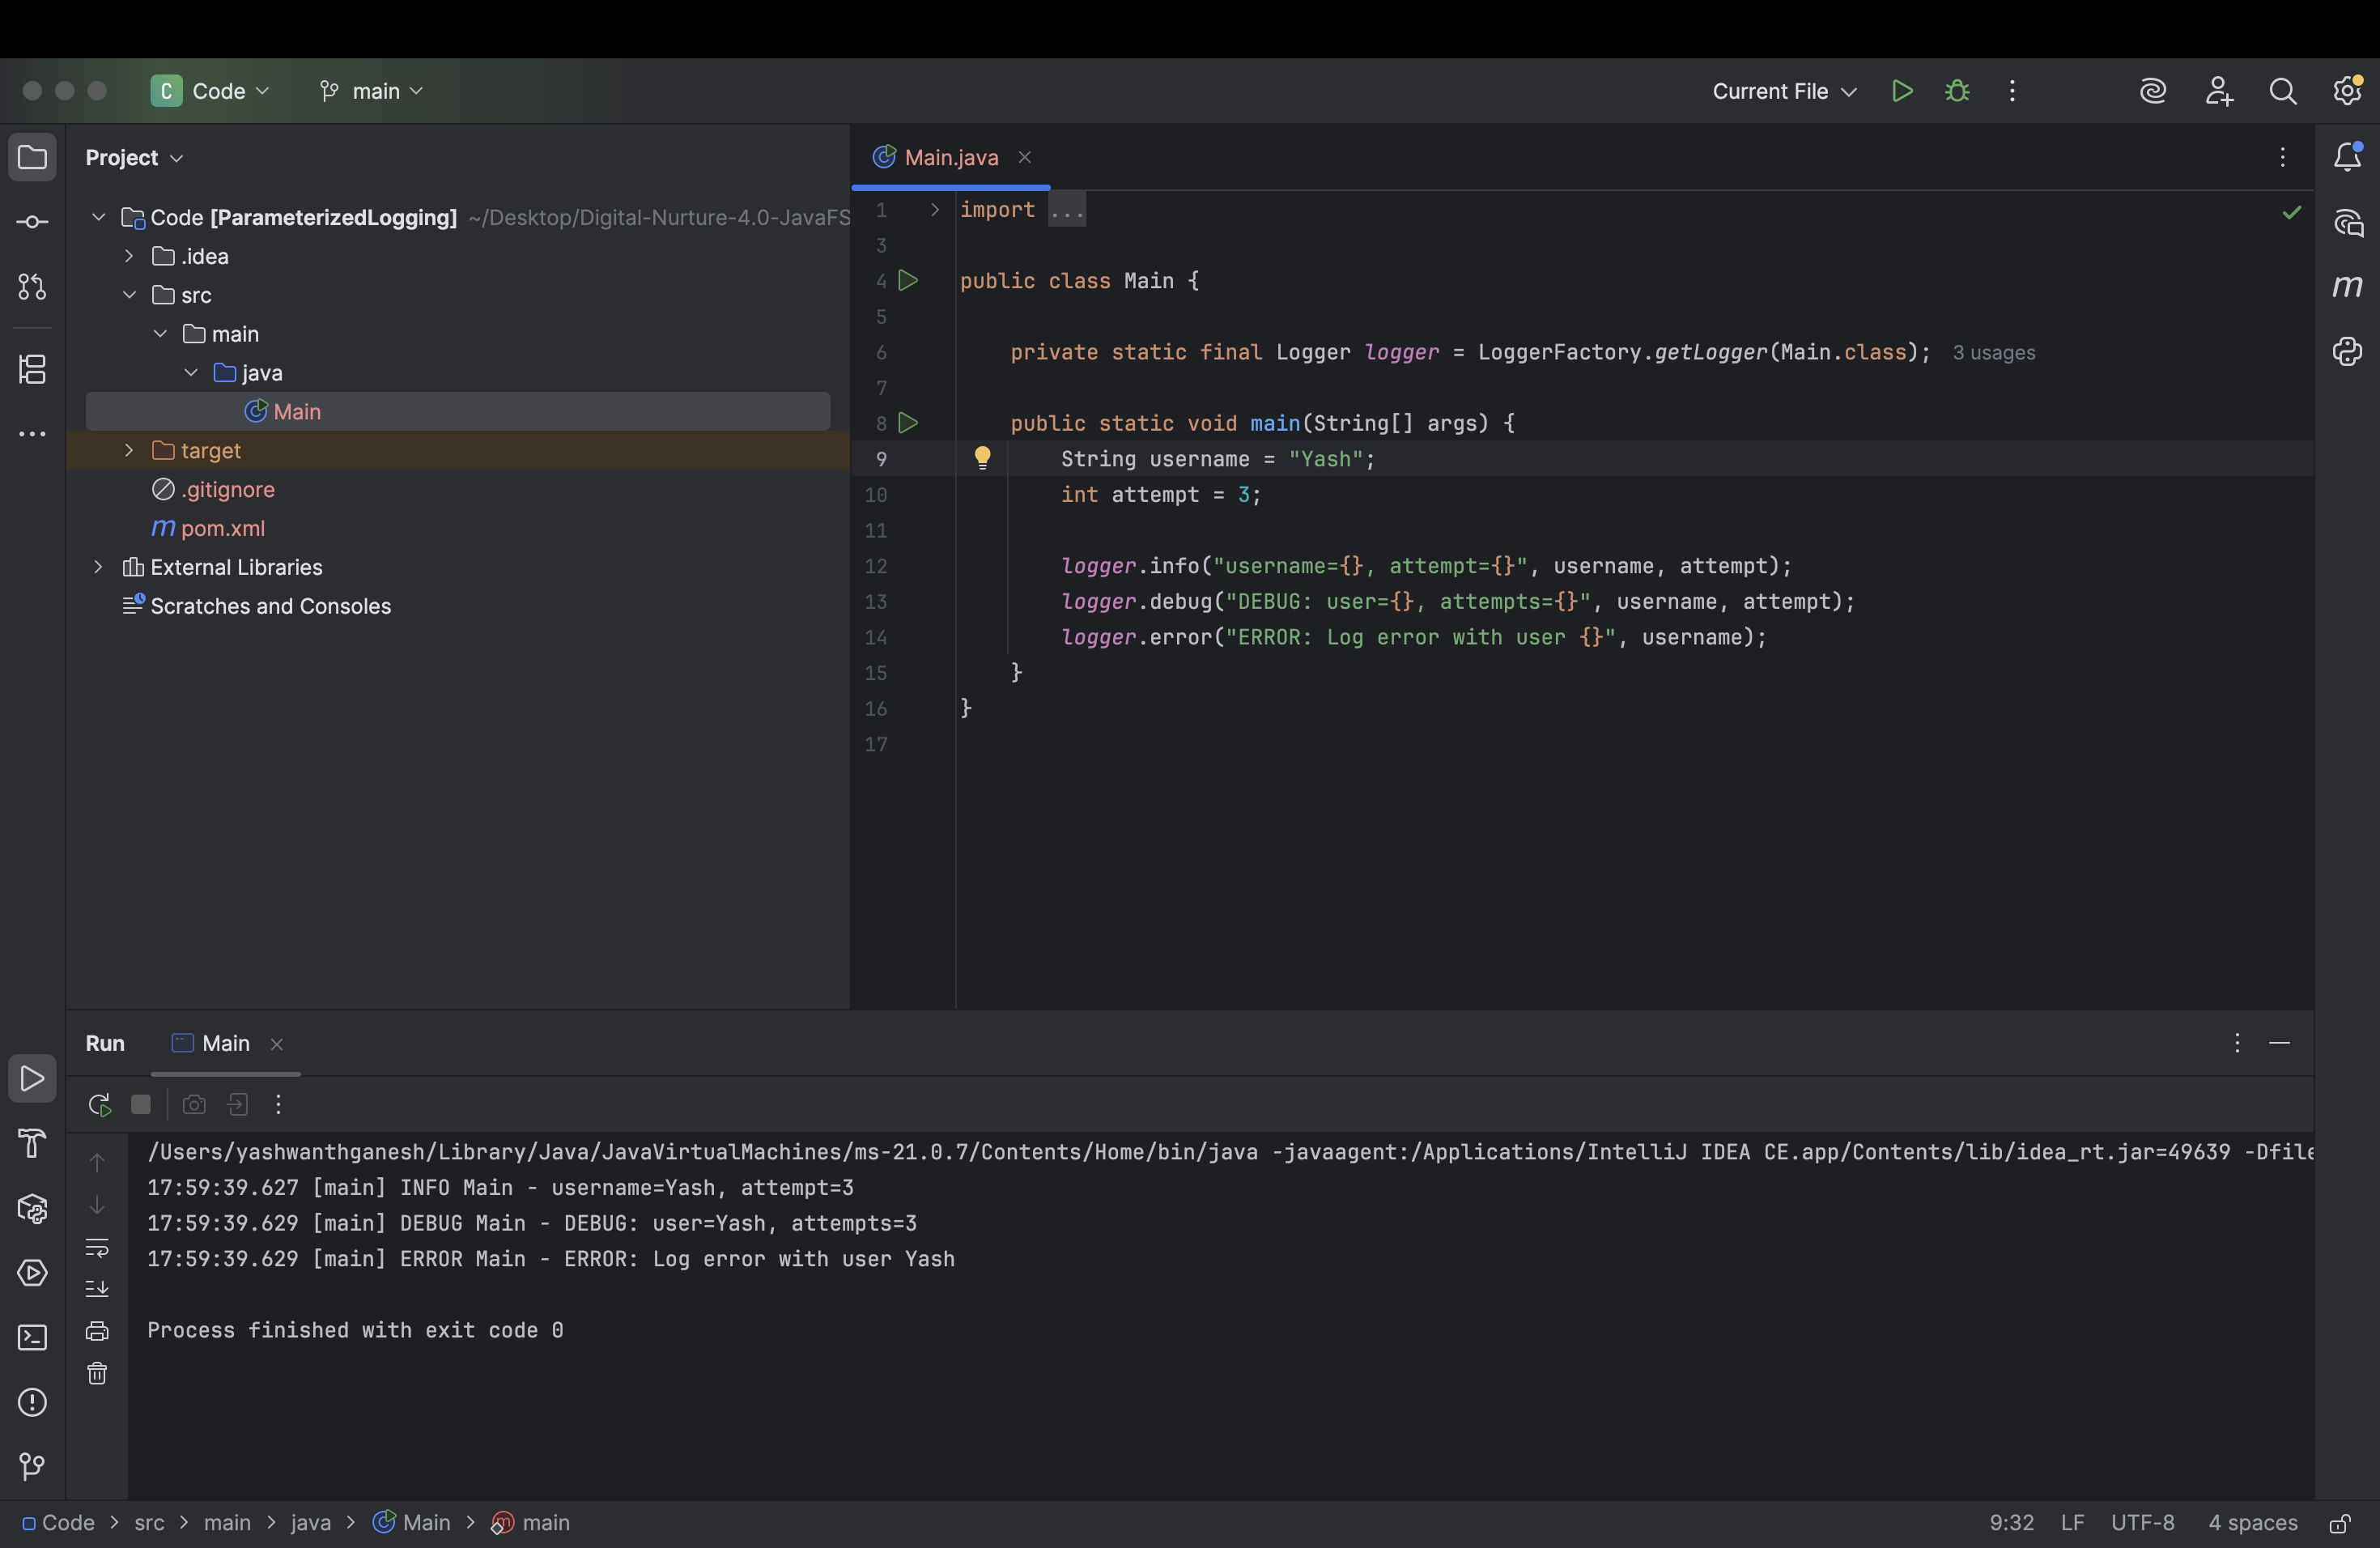 C Code main Current File
Project
Main.java
Code [ParameterizedLogging] ~/Desktop/Digital-Nurture-4.0-JavaFS
.idea
src
main
java
Main
target
.gitignore
m pom.xml
External Libraries
Scratches and Consoles
1 import ...
3
4 public class Main {
5
6 private static final Logger logger = LoggerFactory.getLogger(Main.class); 3 usages
7
8 public static void main(String[] args) {
9 String username = "Yash";
10 int attempt = 3;
11
12 logger.info("username={}, attempt={}", username, attempt);
13 logger.debug("DEBUG: user={}, attempts={}", username, attempt);
14 logger.error("ERROR: Log error with user {}", username);
15 }
16 }
17
m
Run Main
/Users/yashwanthganesh/Library/Java/JavaVirtualMachines/ms-21.0.7/Contents/Home/bin/java -javaagent:/Applications/IntelliJ IDEA CE.app/Contents/lib/idea_rt.jar=49639 -Dfile
17:59:39.627 [main] INFO Main - username=Yash, attempt=3
17:59:39.629 [main] DEBUG Main - DEBUG: user=Yash, attempts=3
17:59:39.629 [main] ERROR Main - ERROR: Log error with user Yash
Process finished with exit code 0
Code > src > main > java > Main > main 9:32 LF UTF-8 4 spaces